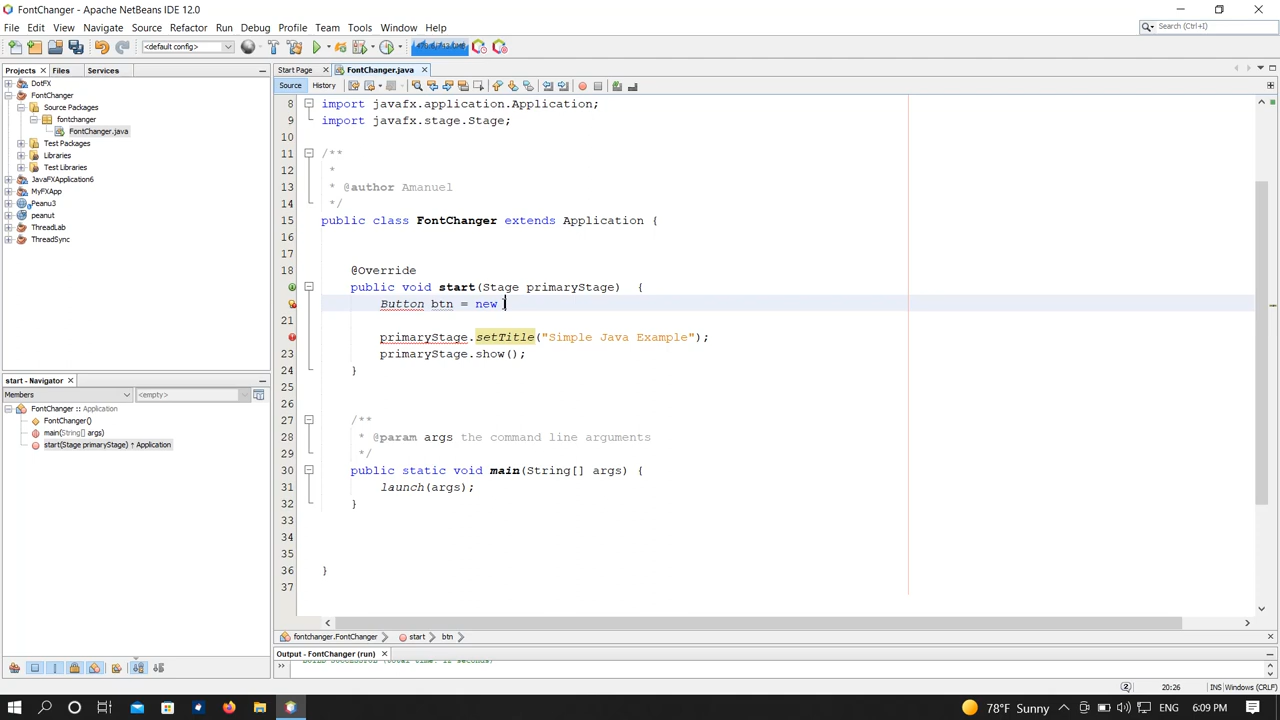 FontChanger - Apache NetBeans IDE 12.0
File Edit View Navigate Source Refactor Run Debug Profile Team Tools Window Help
Search (Ctrl+I)
<default config>
Projects Files Services
Start Page FontChanger.java
Source History
DotFX
FontChanger
Source Packages
fontchanger
FontChanger.java
Test Packages
Libraries
Test Libraries
JavaFXApplication6
MyFXApp
Peanu3
peanut
ThreadLab
ThreadSync
8 import javafx.application.Application;
9 import javafx.stage.Stage;
10
11 /**
12 *
13 * @author Amanuel
14 */
15 public class FontChanger extends Application {
16
17
18 @Override
public void start(Stage primaryStage) {
Button btn = new
21
primaryStage.setTitle("Simple Java Example");
23 primaryStage.show();
24 }
25
26
27 /**
28 * @param args the command line arguments
29 */
30 public static void main(String[] args) {
31 launch(args);
32 }
33
34
35
36 }
37
start - Navigator
Members <empty>
FontChanger :: Application
FontChanger()
main(String[] args)
start(Stage primaryStage) ↑ Application
fontchanger.FontChanger start btn
Output - FontChanger (run)
2 20:26 INS Windows (CRLF)
78°F Sunny 6:09 PM